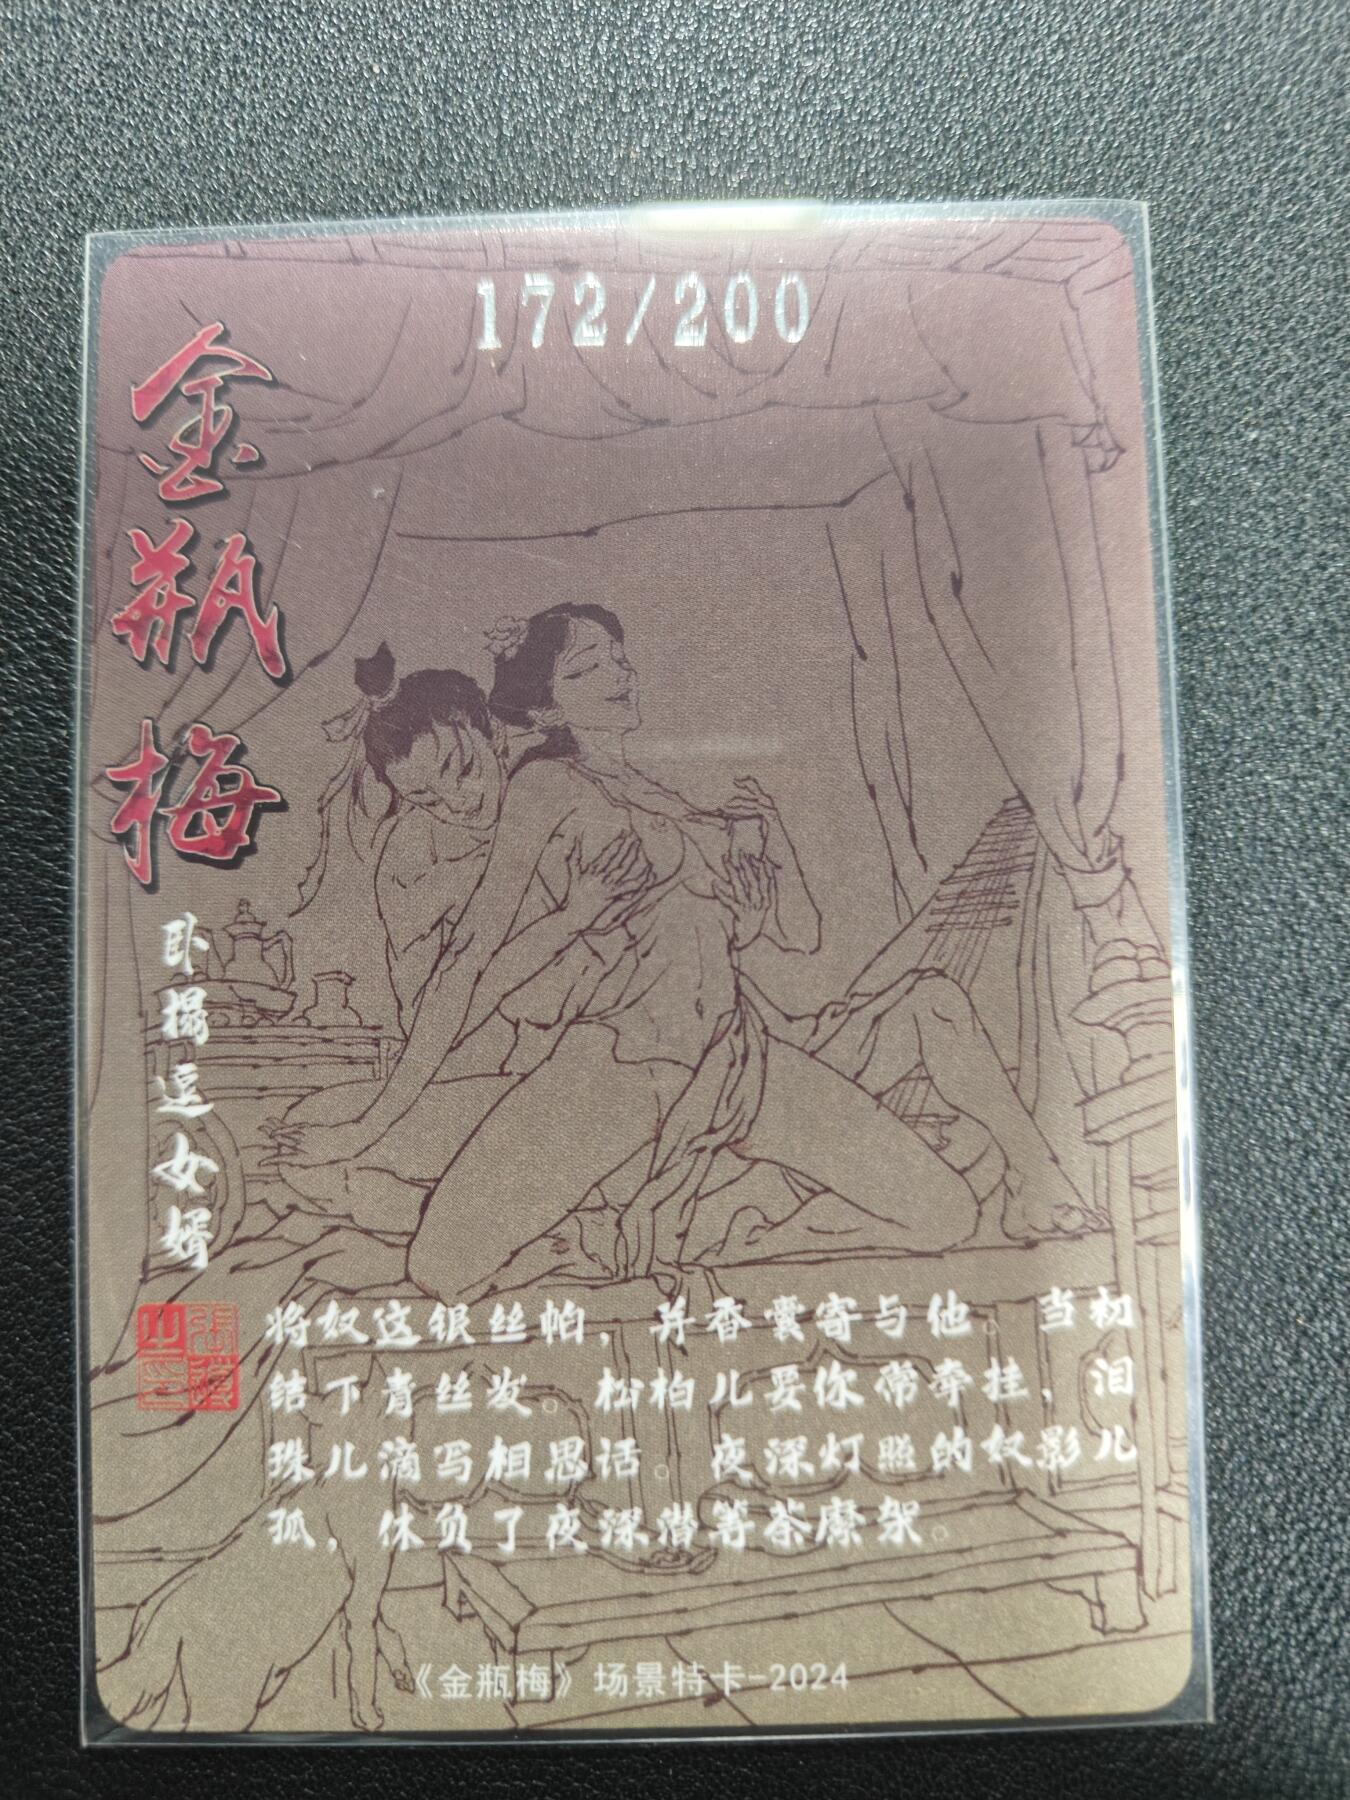 172/200
金瓶梅
卧榻逗女婿
将奴这银丝帕，并香囊寄与他。当初
结下青丝发。松柏儿要你常牵挂，泪
珠儿滴写相思话。夜深灯照的奴影儿
孤，休负了夜深潜等荼縻架。
《金瓶梅》场景特卡-2024